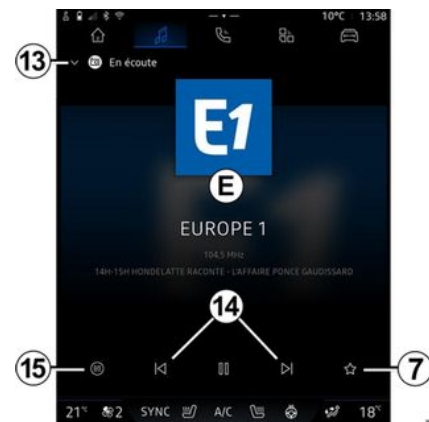 10°C 13:58
13
En écoute
E1
E
EUROPE 1
104,5 MHz
14H-15H HONDELATTE RACONTE - L'AFFAIRE PONCE GAUDISSARD
14
15
7
21°C 2 SYNC A/C 18°C